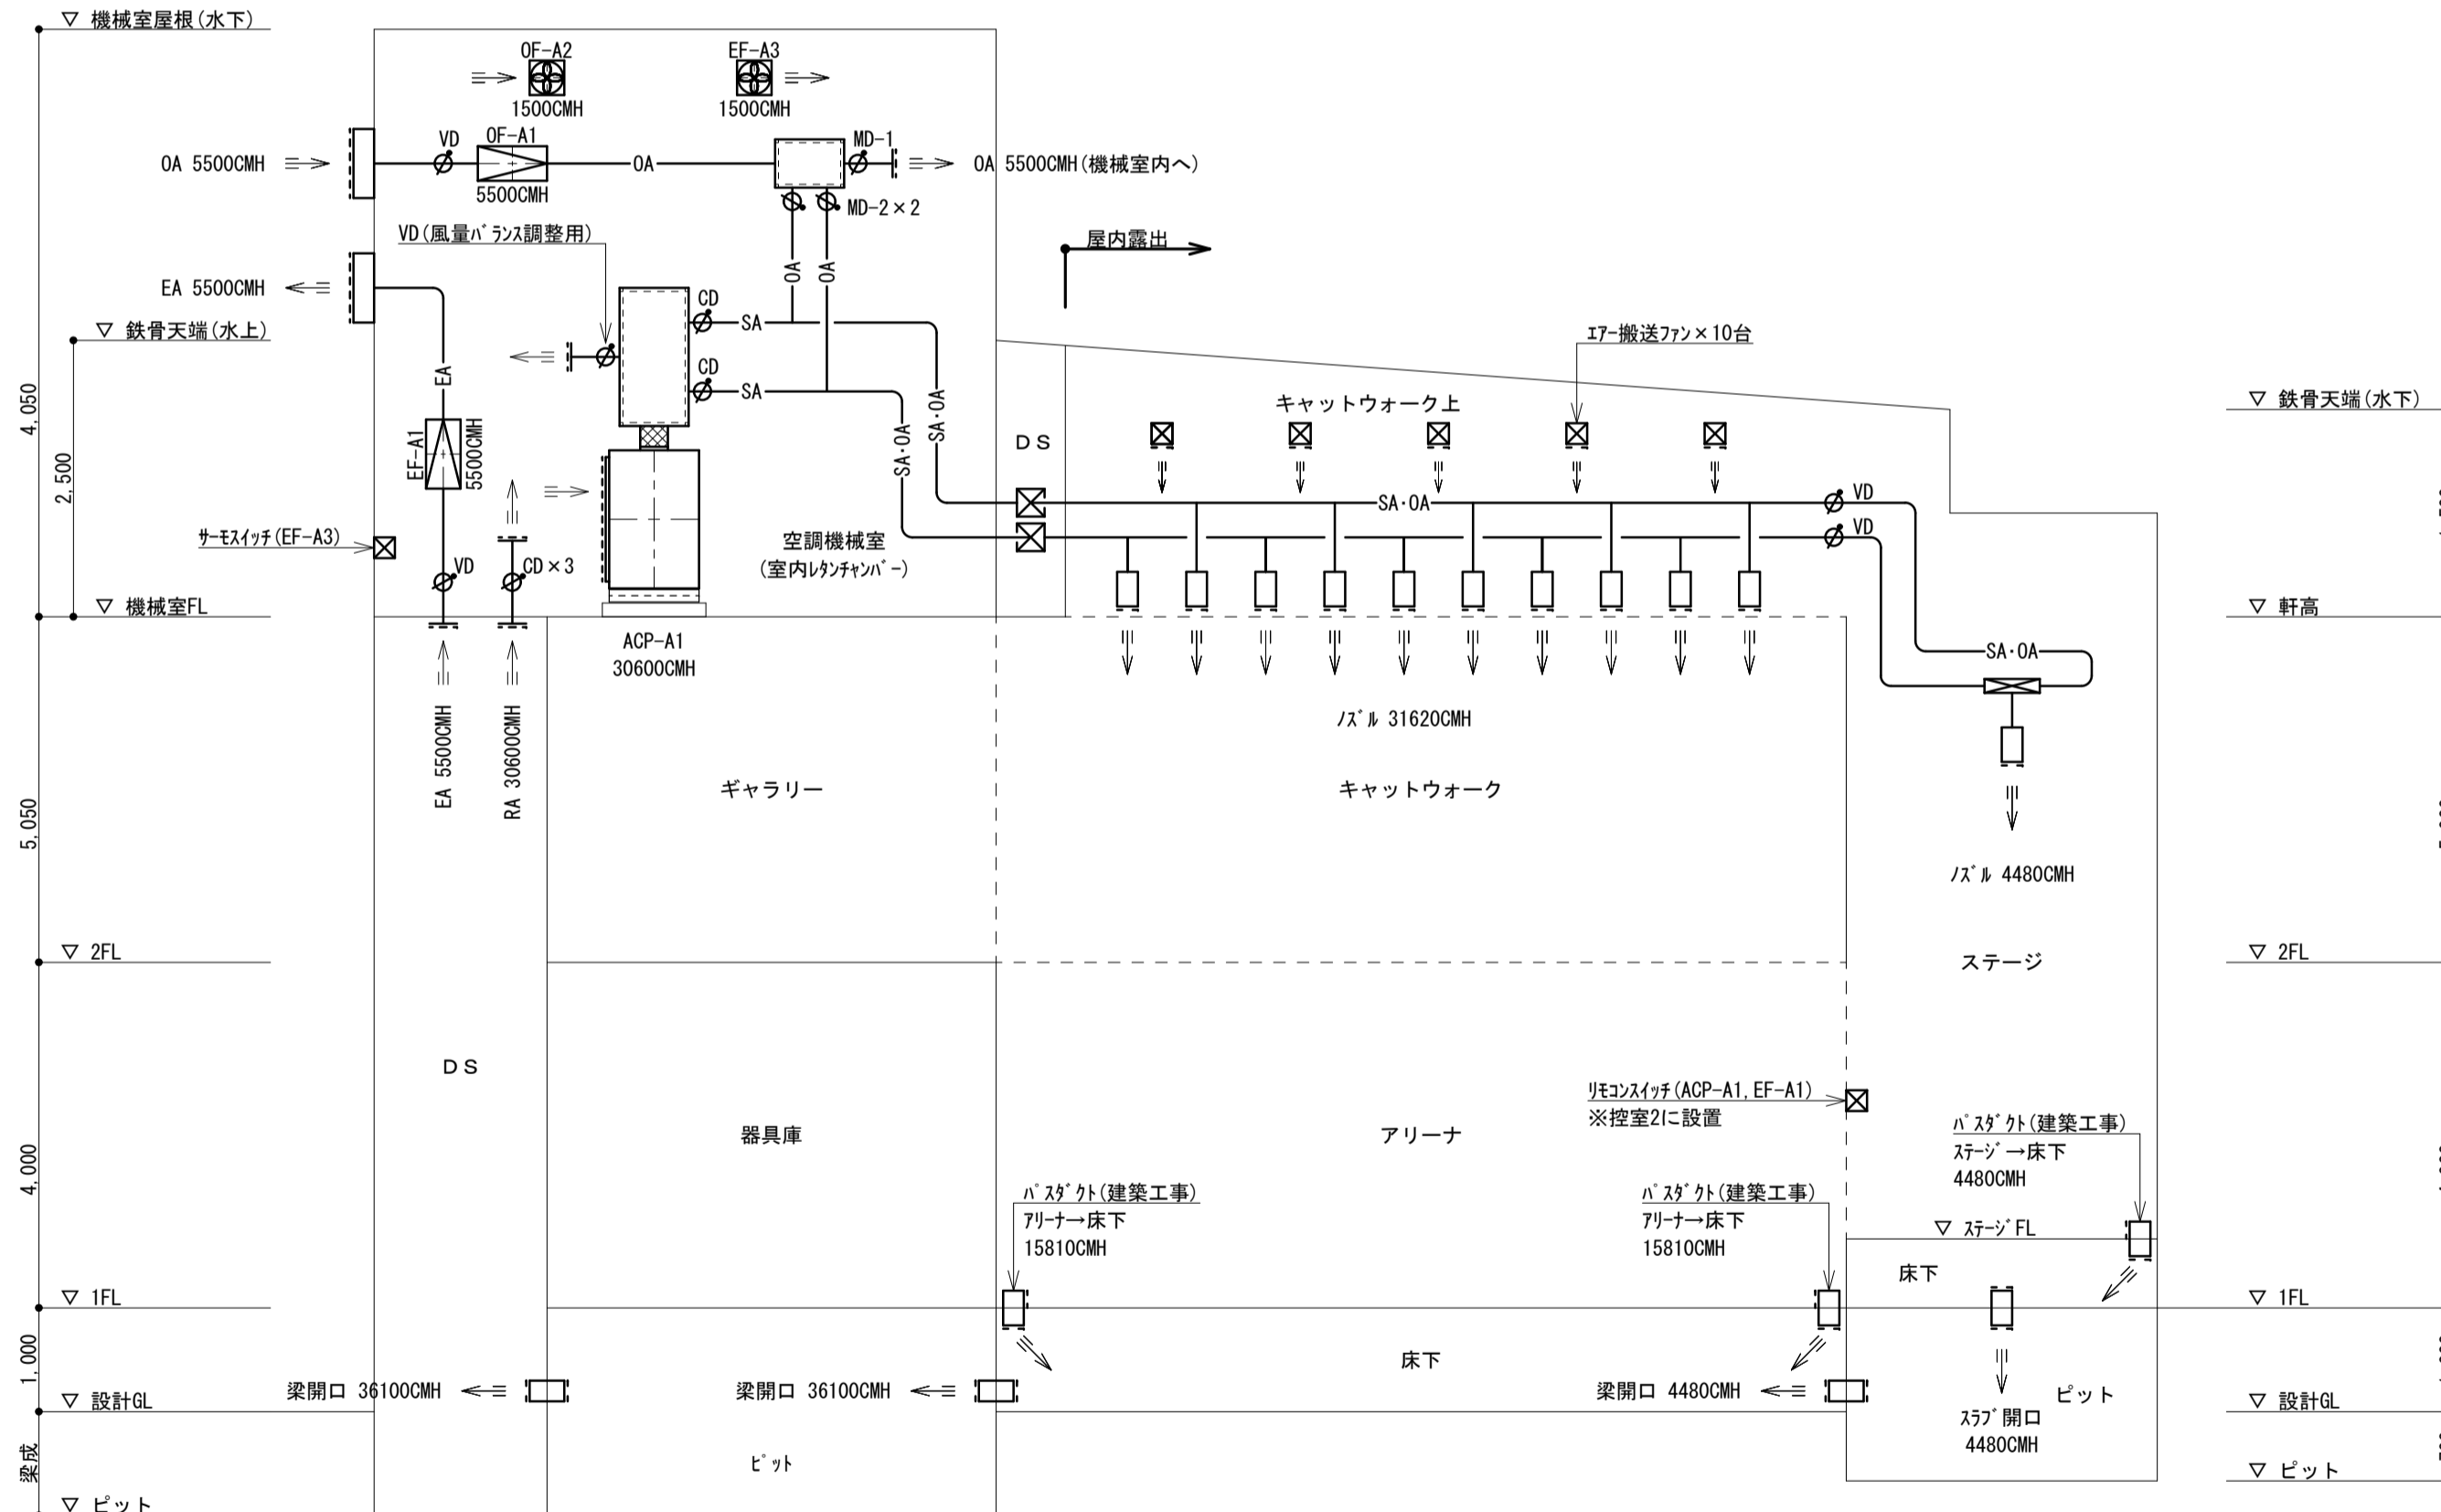 ▽ 機械室屋根(水下)
OF-A2
EF-A3
1500CMH
1500CMH
OA 5500CMH
VD
OF-A1
5500CMH
OA
MD-1
OA 5500CMH(機械室内へ)
MD-2×2
VD(風量ﾊﾞﾗﾝｽ調整用)
OA
OA
屋内露出
EA 5500CMH
CD
SA
▽ 鉄骨天端(水上)
ｴｱｰ搬送ﾌｧﾝ×10台
EA
CD
SA
4,050
SA・OA
SA・OA
キャットウォーク上
▽ 鉄骨天端(水下)
DS
2,500
EF-A1
5500CMH
SA・OA
VD
VD
ｻｰﾓｽｲｯﾁ(EF-A3)
空調機械室
(室内ﾚﾀﾝﾁｬﾝﾊﾞｰ)
VD
CD×3
▽ 機械室FL
▽ 軒高
ACP-A1
30600CMH
SA・OA
EA 5500CMH
RA 30600CMH
ﾉｽﾞﾙ 31620CMH
ギャラリー
キャットウォーク
5,050
ﾉｽﾞﾙ 4480CMH
▽ 2FL
ステージ
▽ 2FL
DS
ﾘﾓｺﾝｽｲｯﾁ(ACP-A1,EF-A1)
※控室2に設置
器具庫
アリーナ
ﾊﾟｽﾀﾞｸﾄ(建築工事)
ｽﾃｰｼﾞ→床下
4480CMH
4,000
ﾊﾟｽﾀﾞｸﾄ(建築工事)
ｱﾘｰﾅ→床下
15810CMH
ﾊﾟｽﾀﾞｸﾄ(建築工事)
ｱﾘｰﾅ→床下
15810CMH
▽ ｽﾃｰｼﾞFL
床下
▽ 1FL
▽ 1FL
1,000
床下
梁開口 36100CMH
梁開口 36100CMH
梁開口 4480CMH
ピット
▽ 設計GL
▽ 設計GL
ｽﾗﾌﾞ開口
4480CMH
梁成
ﾋﾟｯﾄ
▽ ピット
▽ ピット